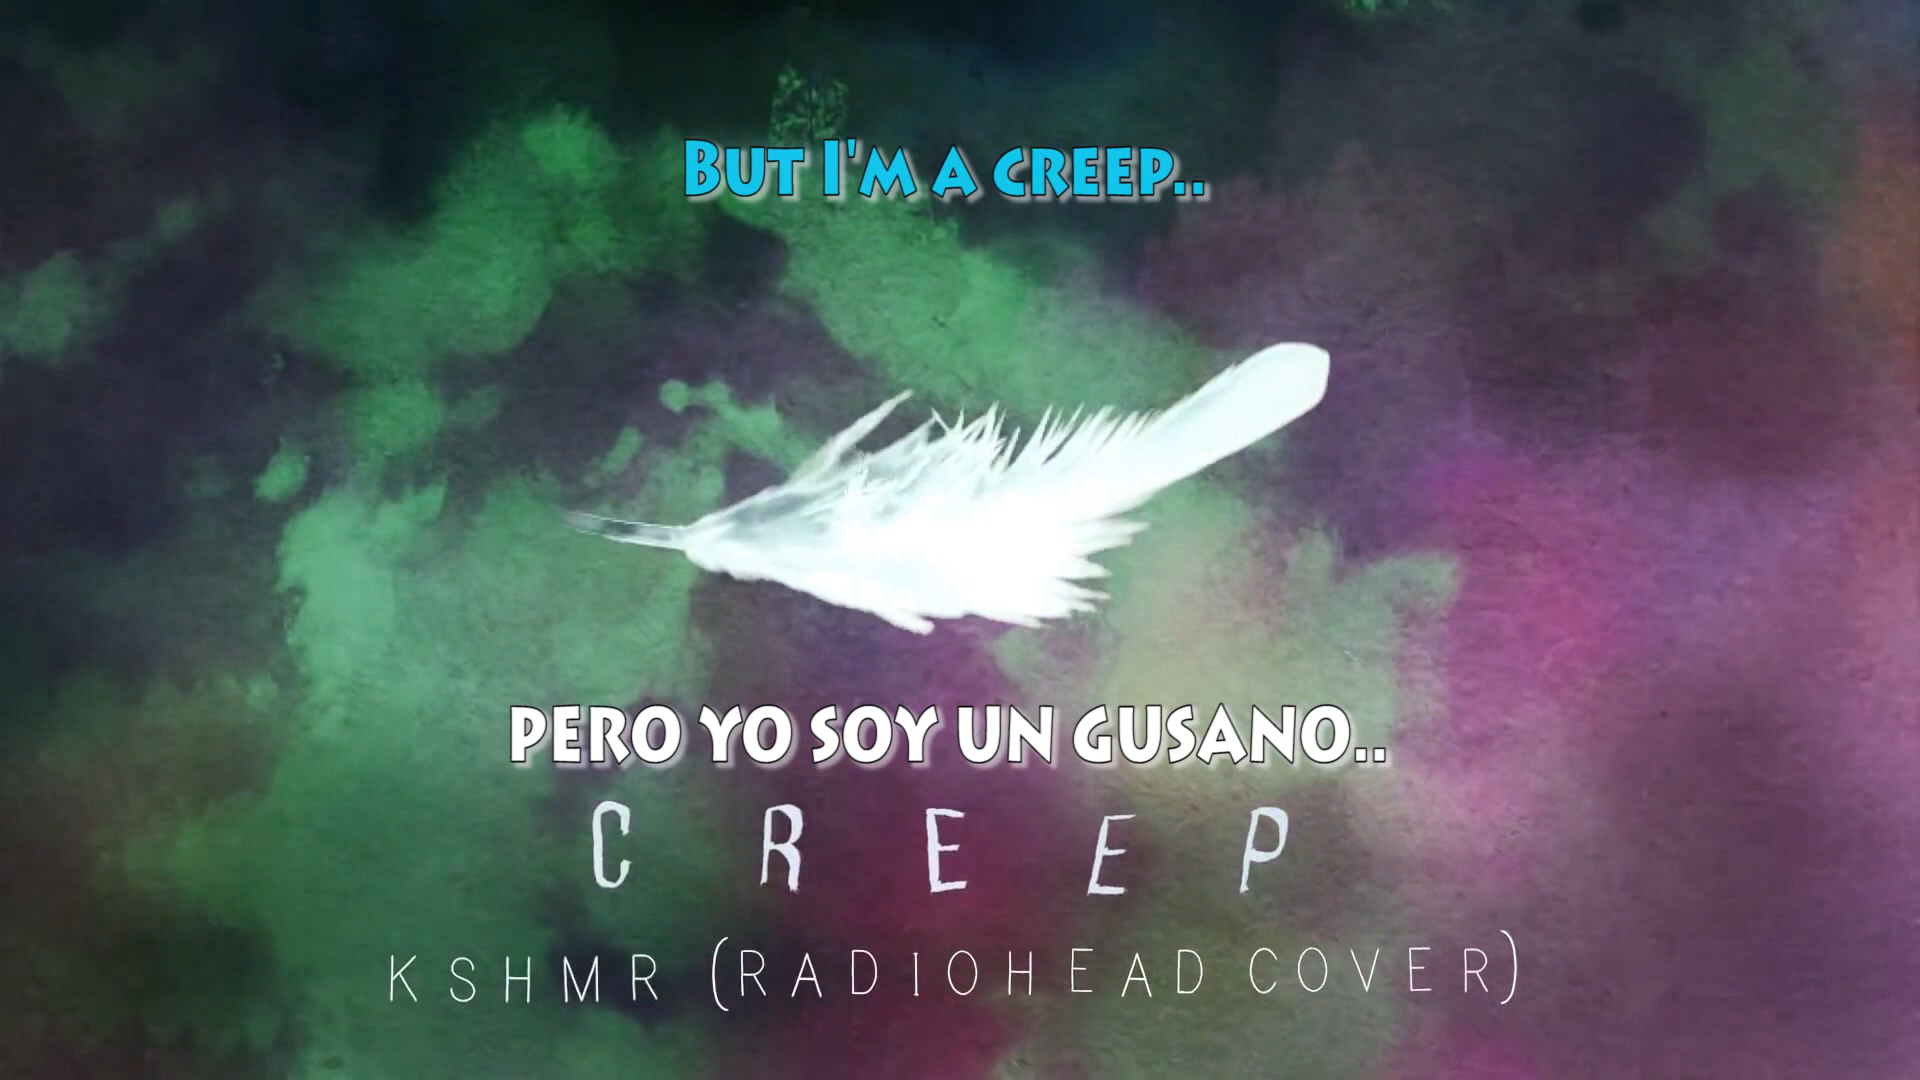 But I'm a creep..
PERO YO SOY UN GUSANO..
CREEP
KSHMR (RADIOHEAD COVER)